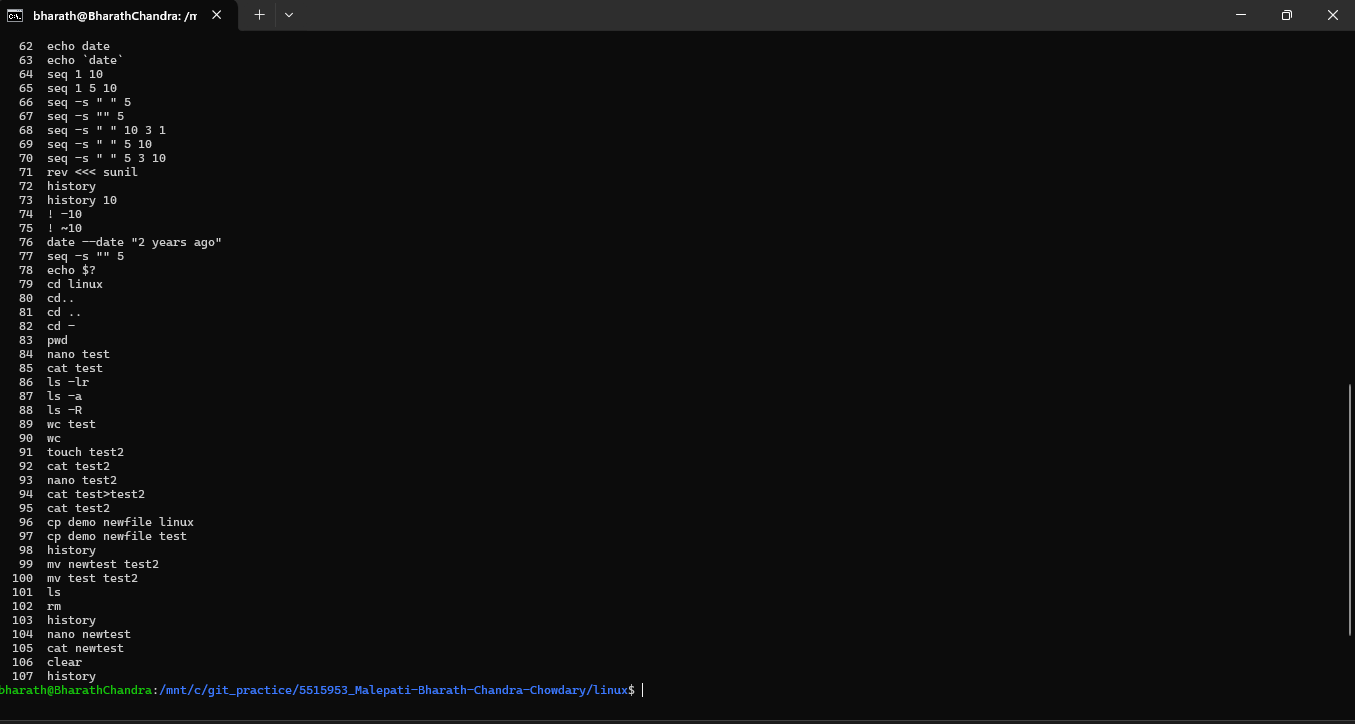 bharath@BharathChandra: /m
62 echo date
63 echo `date`
64 seq 1 10
65 seq 1 5 10
66 seq -s " " 5
67 seq -s "" 5
68 seq -s " " 10 3 1
69 seq -s " " 5 10
70 seq -s " " 5 3 10
71 rev <<< sunil
72 history
73 history 10
74 ! -10
75 ! ~10
76 date --date "2 years ago"
77 seq -s "" 5
78 echo $?
79 cd linux
80 cd..
81 cd ..
82 cd -
83 pwd
84 nano test
85 cat test
86 ls -lr
87 ls -a
88 ls -R
89 wc test
90 wc
91 touch test2
92 cat test2
93 nano test2
94 cat test>test2
95 cat test2
96 cp demo newfile linux
97 cp demo newfile test
98 history
99 mv newtest test2
100 mv test test2
101 ls
102 rm
103 history
104 nano newtest
105 cat newtest
106 clear
107 history
bharath@BharathChandra:/mnt/c/git_practice/5515953_Malepati-Bharath-Chandra-Chowdary/linux$